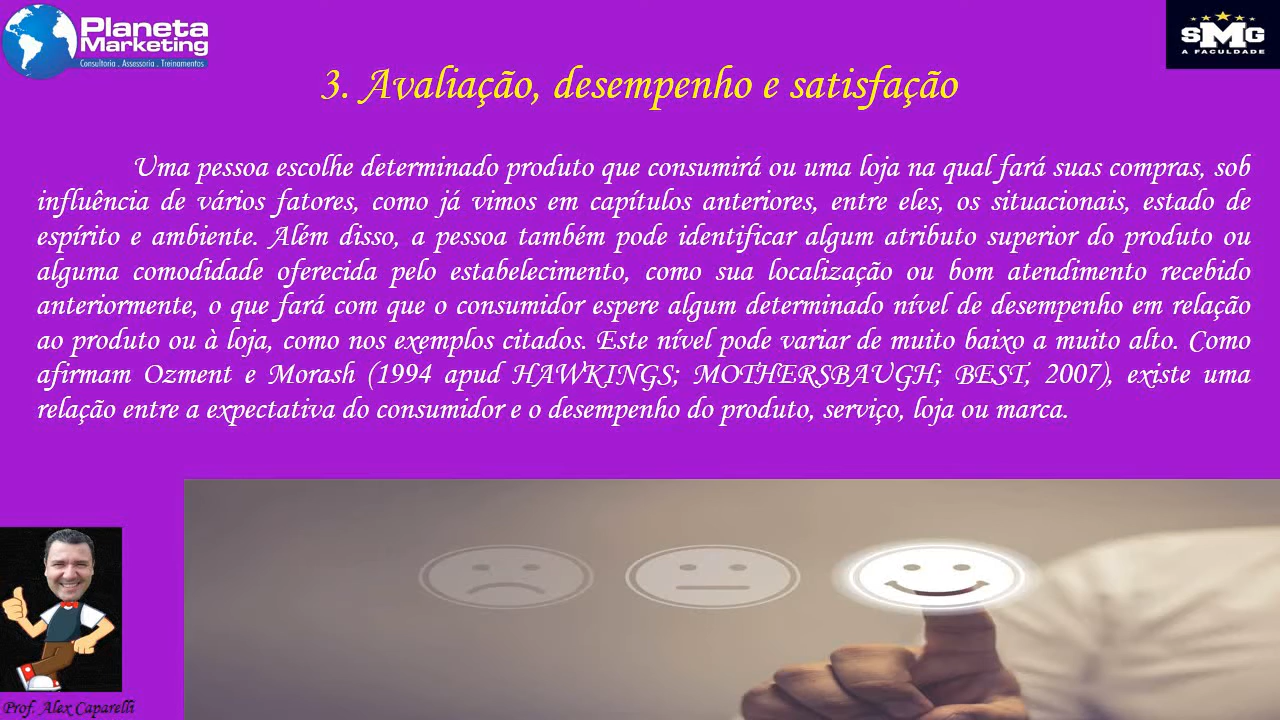 Planeta
Marketing
Consultoria . Assessoria . Treinamentos
SMG
A FACULDADE
3. Avaliação, desempenho e satisfação
Uma pessoa escolhe determinado produto que consumirá ou uma loja na qual fará suas compras, sob
influência de vários fatores, como já vimos em capítulos anteriores, entre eles, os situacionais, estado de
espírito e ambiente. Além disso, a pessoa também pode identificar algum atributo superior do produto ou
alguma comodidade oferecida pelo estabelecimento, como sua localização ou bom atendimento recebido
anteriormente, o que fará com que o consumidor espere algum determinado nível de desempenho em relação
ao produto ou à loja, como nos exemplos citados. Este nível pode variar de muito baixo a muito alto. Como
afirmam Ozment e Morash (1994 apud HAWKINGS; MOTHERSBAUGH; BEST, 2007), existe uma
relação entre a expectativa do consumidor e o desempenho do produto, serviço, loja ou marca.
Prof. Alex Caparelli